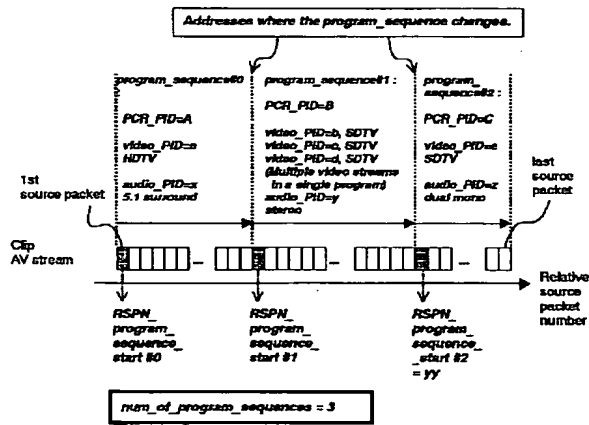 Addresses where the program_sequence changes.
program_sequence#0
PCR_PID=A
video_PID=a
HDTV
audio_PID=x
5.1 surround
program_sequence#1 :
PCR_PID=B
video_PID=b, SDTV
video_PID=c, SDTV
video_PID=d, SDTV
(Multiple video streams
in a single program)
audio_PID=y
stereo
program_
sequence#2 :
PCR_PID=C
video_PID=e
SDTV
audio_PID=z
dual mono
1st
source packet
last
source
packet
Clip
AV stream
Relative
source
packet
number
RSPN_
program_
sequence_
start #0
RSPN_
program_
sequence_
start #1
RSPN_
program_
sequence_
_start #2
= yy
num_of_program_sequences = 3